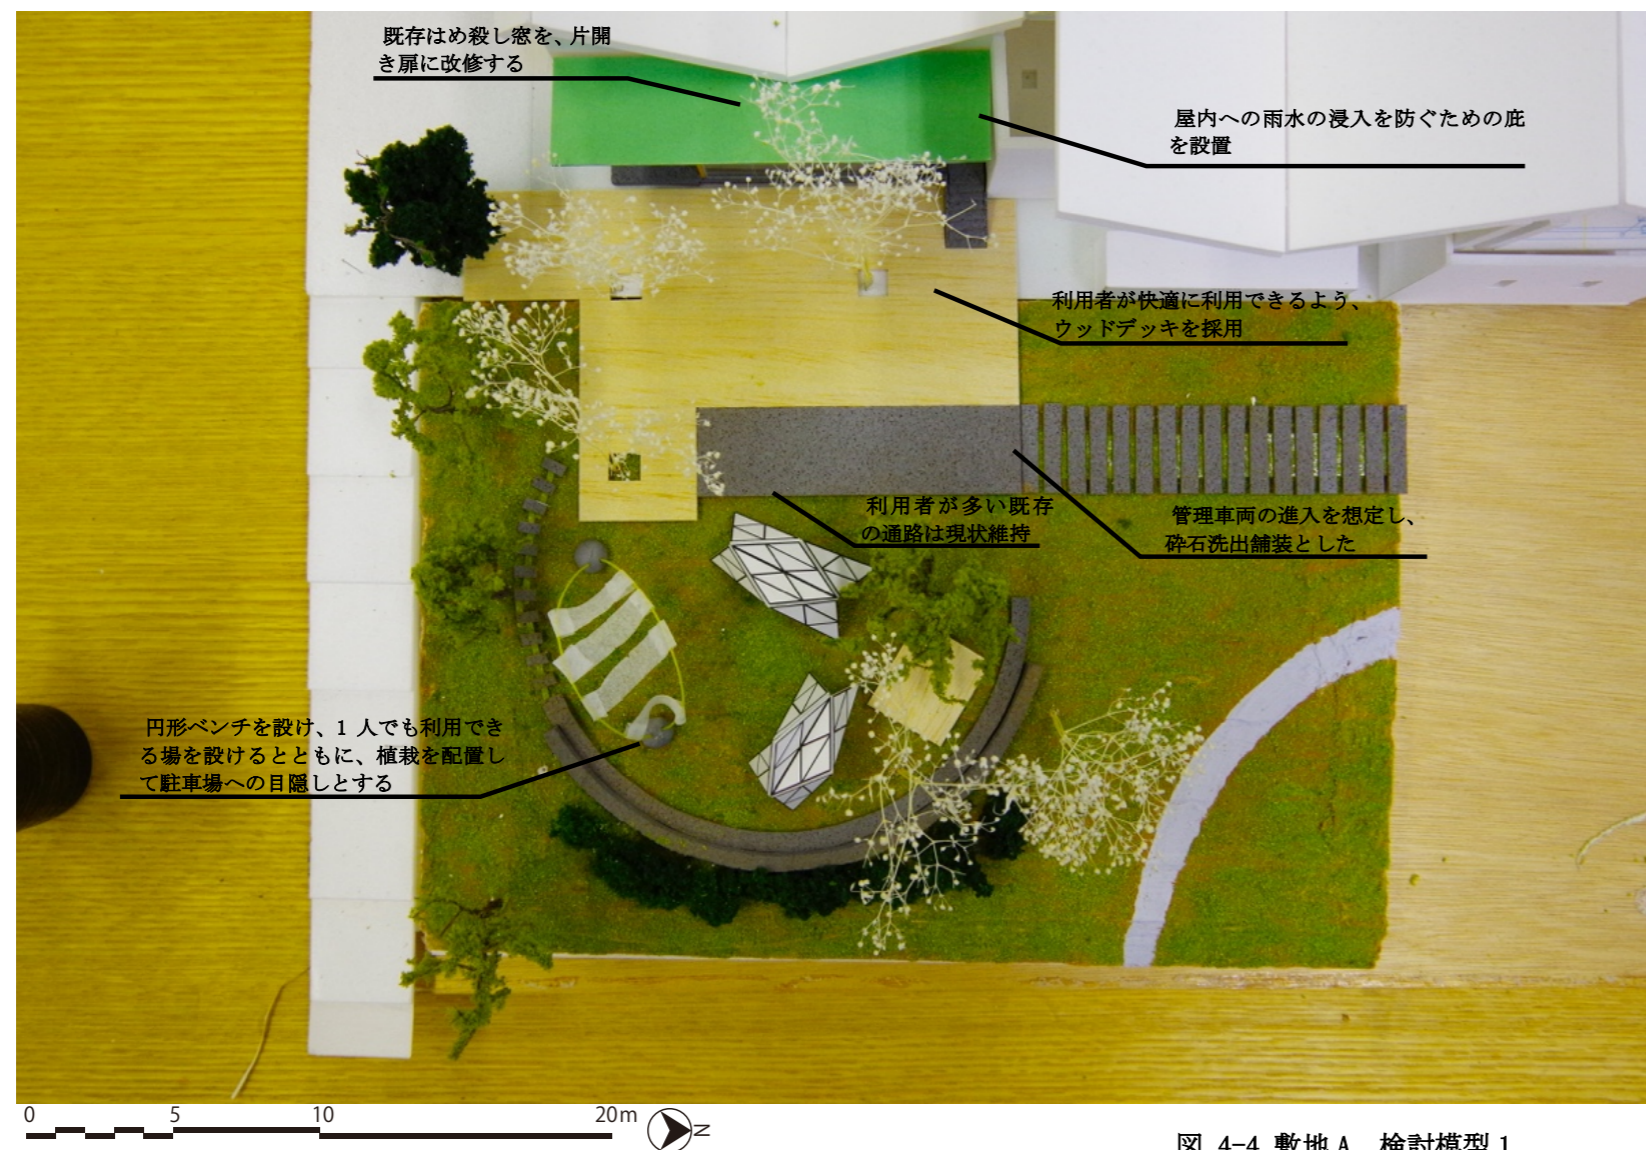 既存はめ殺し窓を、片開
き扉に改修する
屋内への雨水の浸入を防ぐための庇
を設置
利用者が快適に利用できるよう、
ウッドデッキを採用
利用者が多い既存
の通路は現状維持
管理車両の進入を想定し、
砕石洗出舗装とした
円形ベンチを設け、1 人でも利用でき
る場を設けるとともに、植栽を配置し
て駐車場への目隠しとする
0 5 10 20m
N
図 4-4 敷地 A 検討模型 1